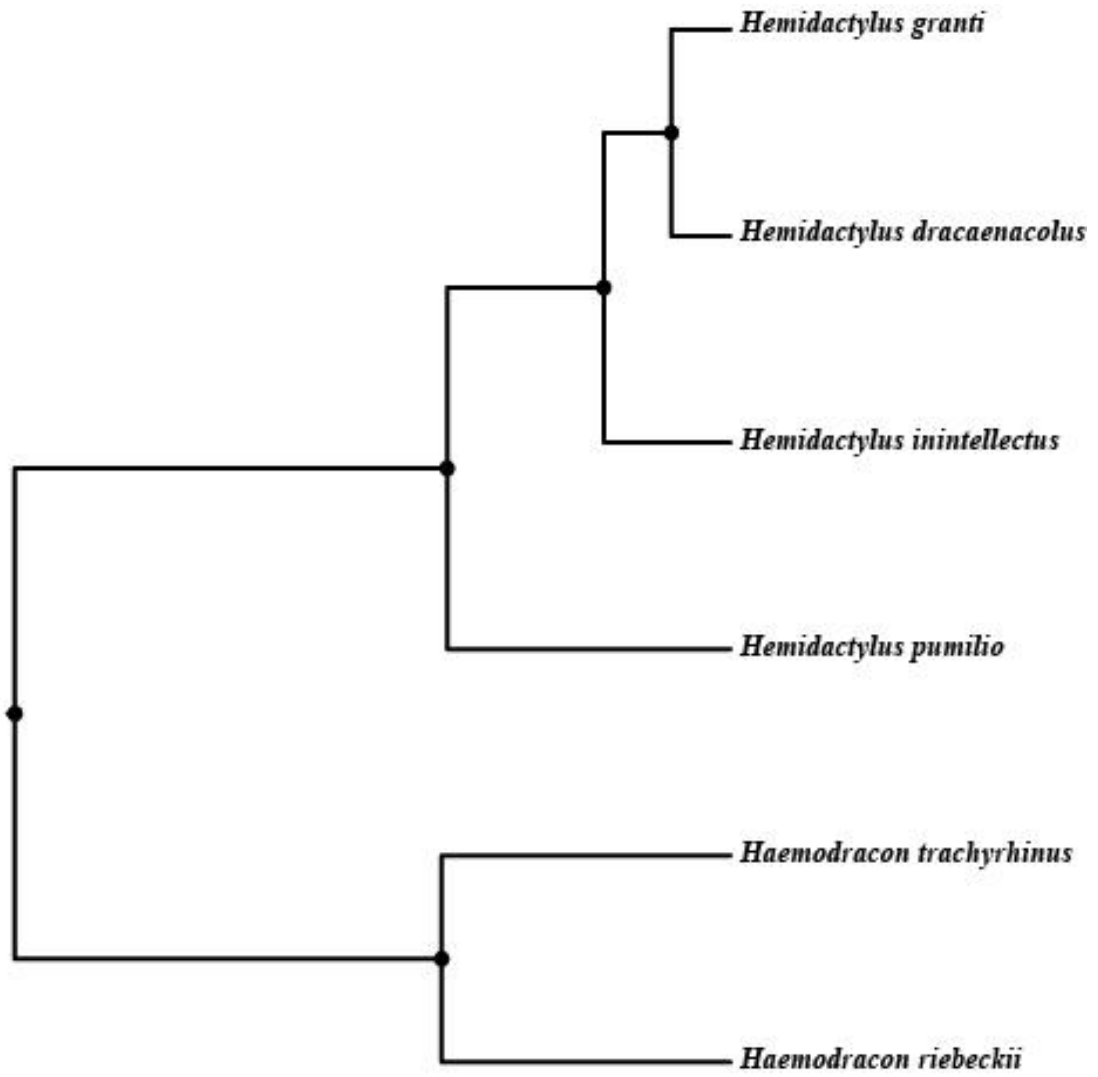 Hemidactylus granti
Hemidactylus dracaenacolus
Hemidactylus inintellectus
Hemidactylus pumilio
Haemodracon trachyrhinus
Haemodracon riebeckii